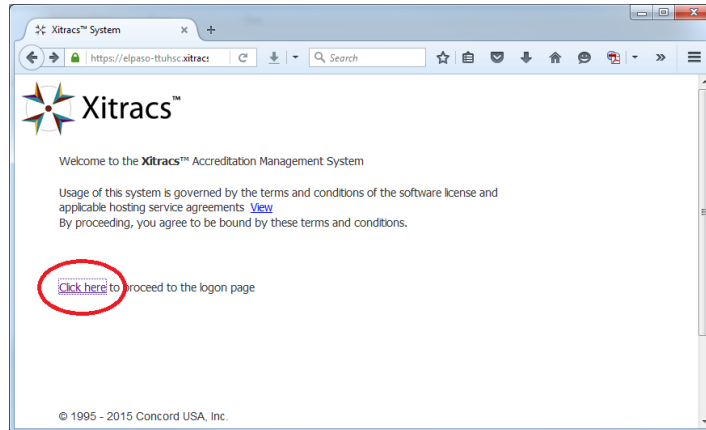 Xitracs™ System
https://elpaso-ttuhsc.xitracs
Search
Xitracs™
Welcome to the Xitracs™ Accreditation Management System
Usage of this system is governed by the terms and conditions of the software license and
applicable hosting service agreements View
By proceeding, you agree to be bound by these terms and conditions.
Click here to proceed to the logon page
© 1995 - 2015 Concord USA, Inc.